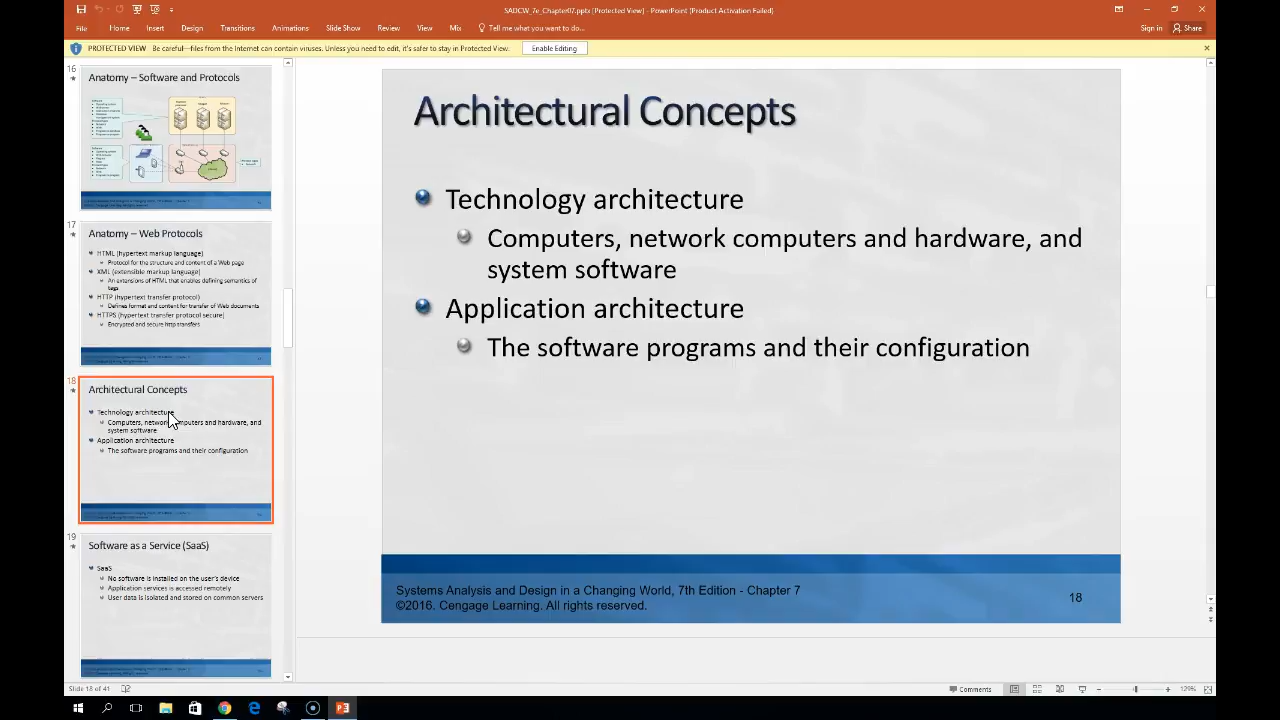 SADCW_7e_Chapter07.pptx [Protected View] - PowerPoint (Product Activation Failed)
File Home Insert Design Transitions Animations Slide Show Review View Mix Tell me what you want to do... Sign in Share
PROTECTED VIEW Be careful—files from the Internet can contain viruses. Unless you need to edit, it's safer to stay in Protected View. Enable Editing
16
Anatomy – Software and Protocols
17
Anatomy – Web Protocols
HTML (hypertext markup language)
Protocol for the structure and content of a Web page
XML (extensible markup language)
An extensions of HTML that enables defining semantics of
tags
HTTP (hypertext transfer protocol)
Defines format and content for transfer of Web documents
HTTPS (hypertext transfer protocol secure)
Encrypted and secure http transfers
18
Architectural Concepts
Technology architecture
Computers, network computers and hardware, and
system software
Application architecture
The software programs and their configuration
19
Software as a Service (SaaS)
SaaS
No software is installed on the user's device
Application services is accessed remotely
User data is isolated and stored on common servers
Architectural Concepts
Technology architecture
Computers, network computers and hardware, and
system software
Application architecture
The software programs and their configuration
Systems Analysis and Design in a Changing World, 7th Edition - Chapter 7
©2016. Cengage Learning. All rights reserved.
18
Slide 18 of 41 Comments 129%